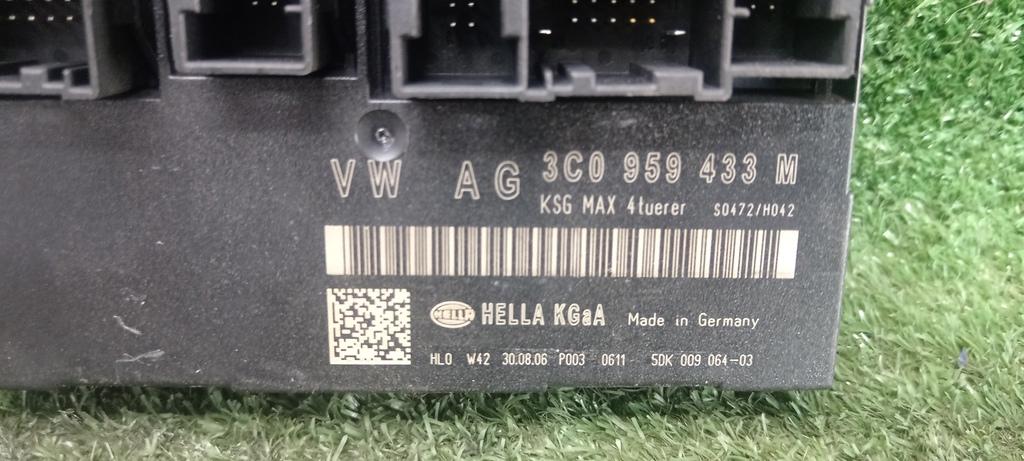 VW AG 3C0 959 433 M
KSG MAX 4tuerer S0472/H042
HELLA HELLA KGaA Made in Germany
HLO W42 30.08.06 P003 0611 5DK 009 064-03